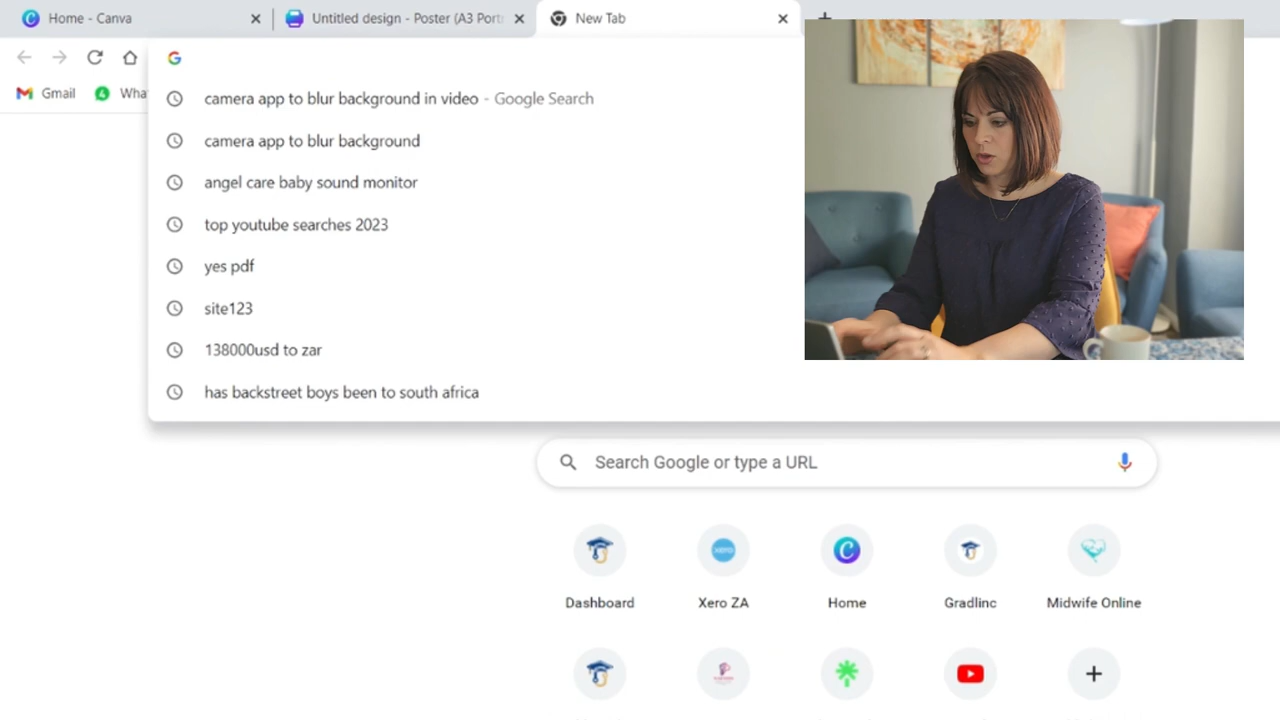 Home - Canva
Untitled design - Poster (A3 Port
New Tab
Gmail
Wha
camera app to blur background in video - Google Search
camera app to blur background
angel care baby sound monitor
top youtube searches 2023
yes pdf
site123
138000usd to zar
has backstreet boys been to south africa
Search Google or type a URL
xero
Dashboard
Xero ZA
Home
Gradlinc
Midwife Online